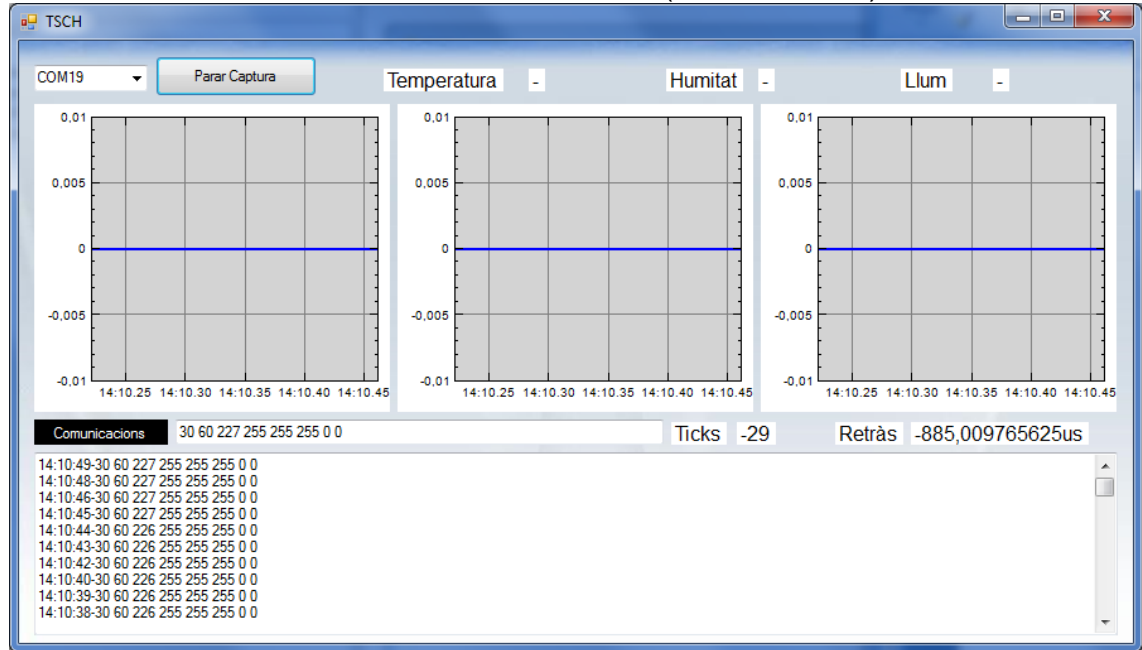 TSCH
COM19 Parar Captura Temperatura - Humitat - Llum -
0,01 0,01 0,01
0,005 0,005 0,005
0 0 0
-0,005 -0,005 -0,005
-0,01 -0,01 -0,01
14:10.25 14:10.30 14:10.35 14:10.40 14:10.45 14:10.25 14:10.30 14:10.35 14:10.40 14:10.45 14:10.25 14:10.30 14:10.35 14:10.40 14:10.45
Comunicacions 30 60 227 255 255 255 0 0 Ticks -29 Retràs -885,009765625us
14:10:49-30 60 227 255 255 255 0 0
14:10:48-30 60 227 255 255 255 0 0
14:10:46-30 60 227 255 255 255 0 0
14:10:45-30 60 227 255 255 255 0 0
14:10:44-30 60 226 255 255 255 0 0
14:10:43-30 60 226 255 255 255 0 0
14:10:42-30 60 226 255 255 255 0 0
14:10:40-30 60 226 255 255 255 0 0
14:10:39-30 60 226 255 255 255 0 0
14:10:38-30 60 226 255 255 255 0 0